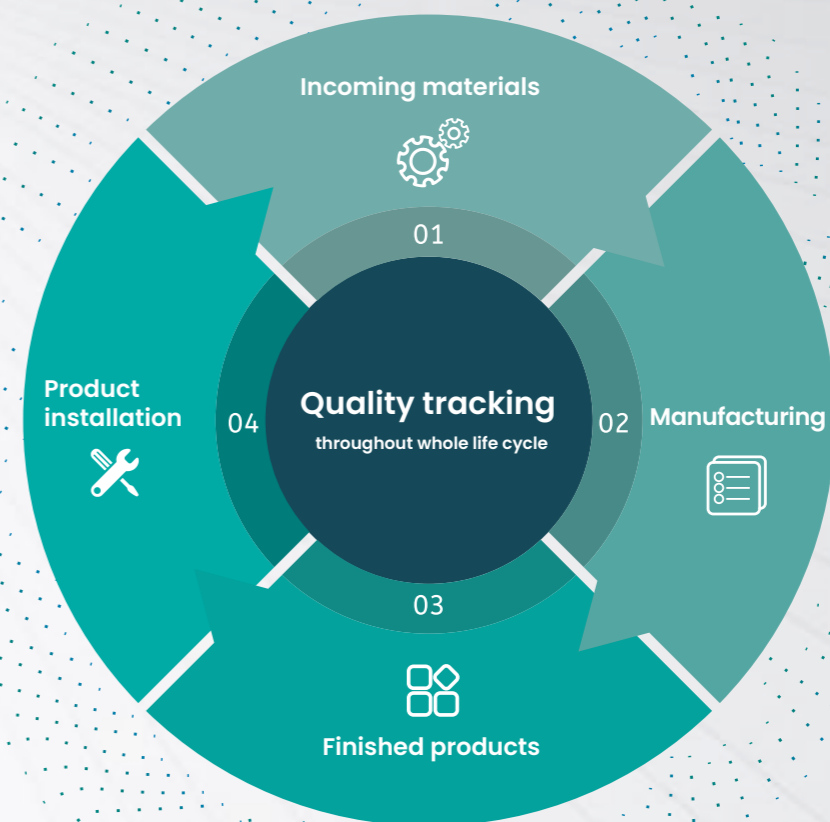 Incoming materials
01
Product
installation
04
Quality tracking
throughout whole life cycle
02
Manufacturing
03
Finished products